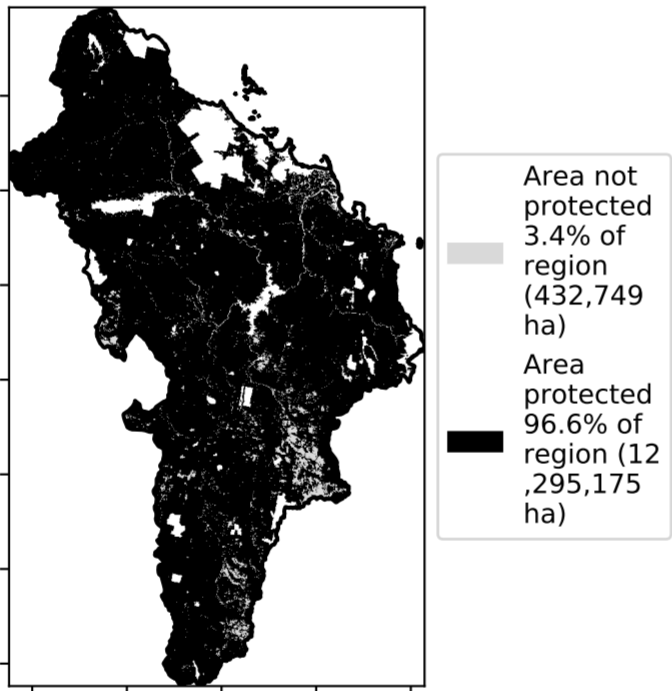 Area not
protected
3.4% of
region
(432,749
ha)
Area
protected
96.6% of
region (12
,295,175
ha)